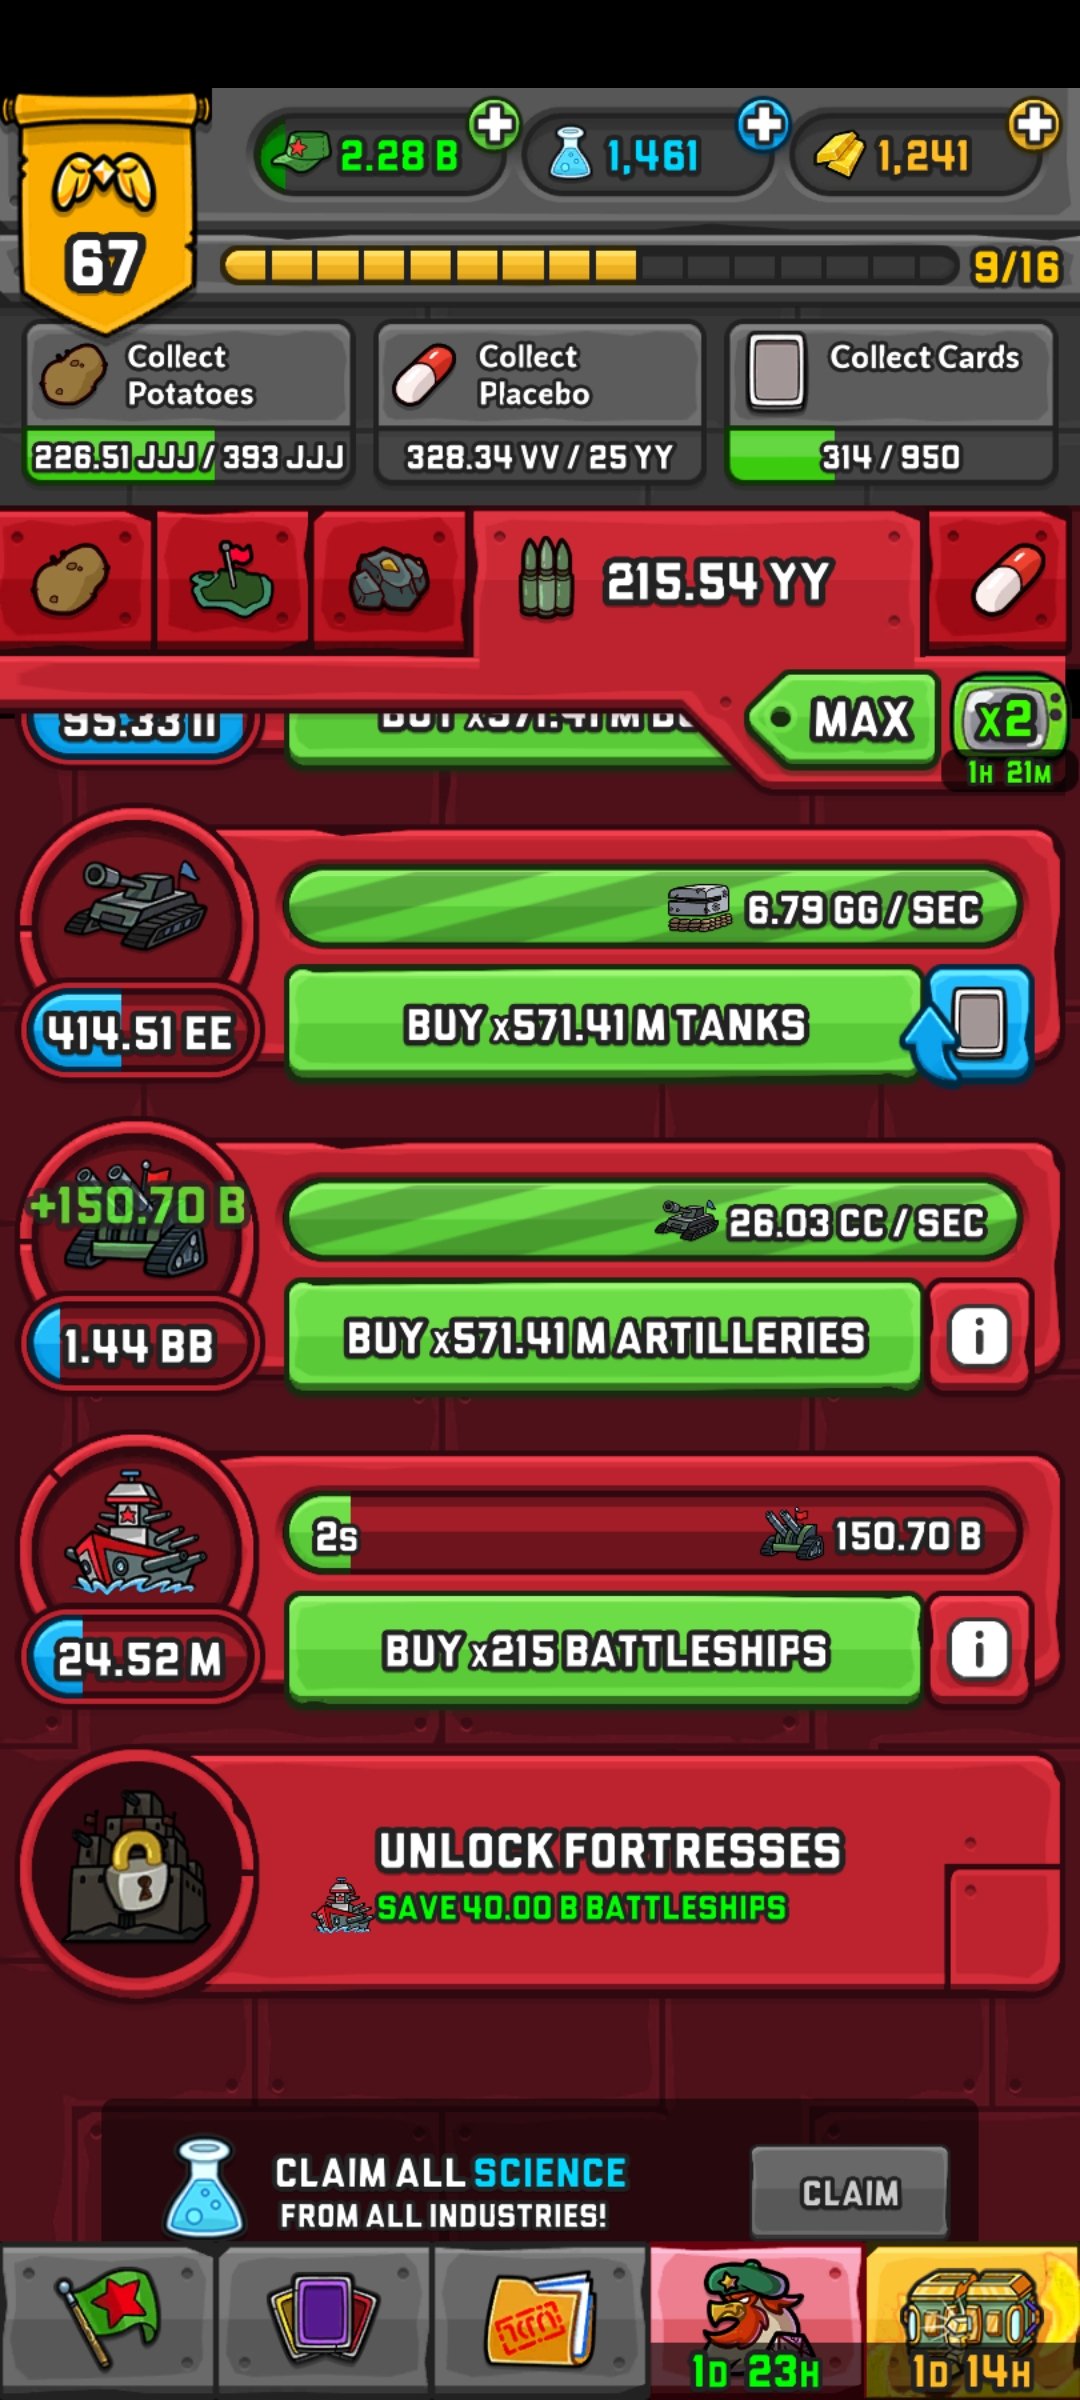 2.28 B
1,461
1,241
67
9/16
Collect Potatoes
226.51 JJJ / 393 JJJ
Collect Placebo
328.34 VV / 25 YY
Collect Cards
314 / 950
215.54 YY
MAX
x2
1H 21M
BUY x571.41 M
6.79 GG / SEC
414.51 EE
BUY x571.41 M TANKS
+150.70 B
26.03 CC / SEC
1.44 BB
BUY x571.41 M ARTILLERIES
i
2s
150.70 B
24.52 M
BUY x215 BATTLESHIPS
i
UNLOCK FORTRESSES
SAVE 40.00 B BATTLESHIPS
CLAIM ALL SCIENCE
FROM ALL INDUSTRIES!
CLAIM
1D 23H
1D 14H